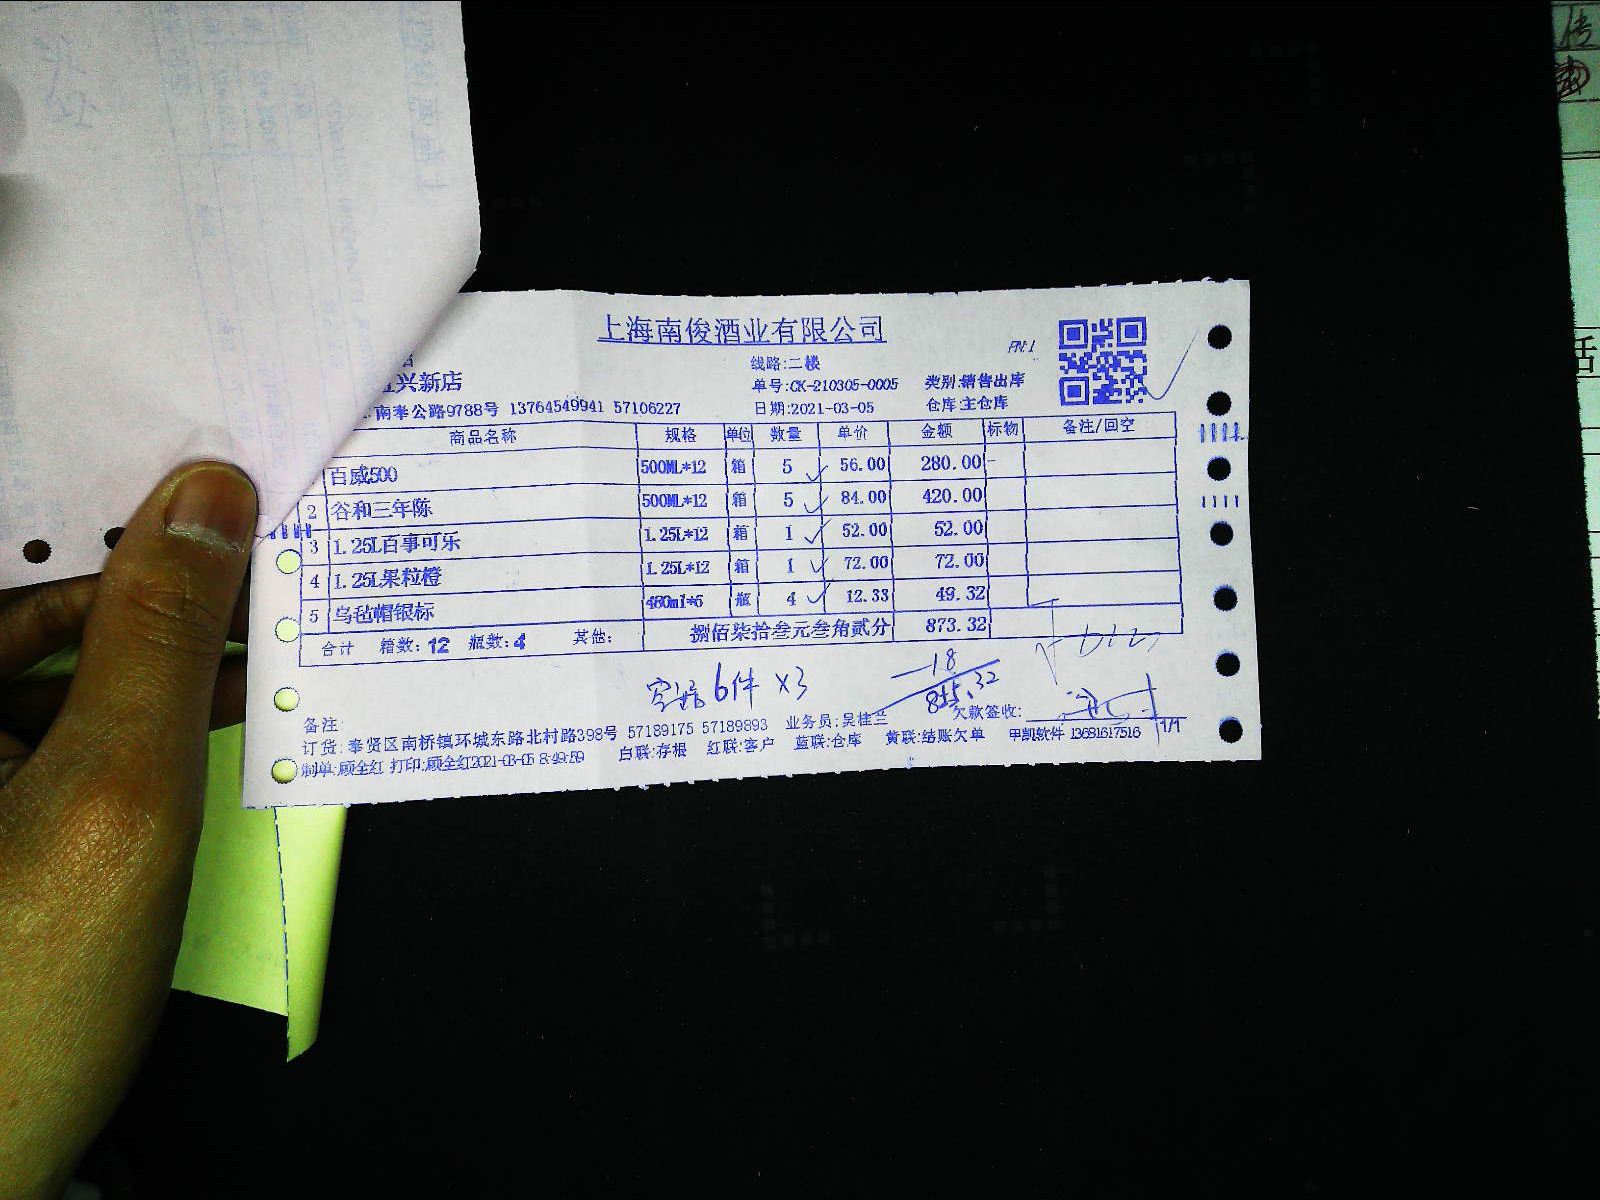 上海南俊酒业有限公司
PN:1
线路:二楼
兴新店
单号:CK-210305-0005 类别:销售出库
南奉公路9788号 13764549941 57106227 日期:2021-03-05 仓库:主仓库
商品名称 规格 单位 数量 单价 金额 标物 备注/回空
百威500 500ML*12 箱 5 56.00 280.00
2 谷和三年陈 500ML*12 箱 5 84.00 420.00
3 1.25L百事可乐 1.25L*12 箱 1 52.00 52.00
4 1.25L果粒橙 1.25L*12 箱 1 72.00 72.00
5 乌毡帽银标 480ml*6 瓶 4 12.33 49.32
合计 箱数:12 瓶数:4 其他: 捌佰柒拾叁元叁角贰分 873.32
6件 ×3
—18
855.32
备注: 业务员:吴桂兰 欠款签收:
订货:奉贤区南桥镇环城东路北村路398号 57189175 57189893
制单:顾全红 打印:顾全红2021-03-05 8:49:59 白联:存根 红联:客户 蓝联:仓库 黄联:结账欠单 甲凯软件 13691617516 1/1
活